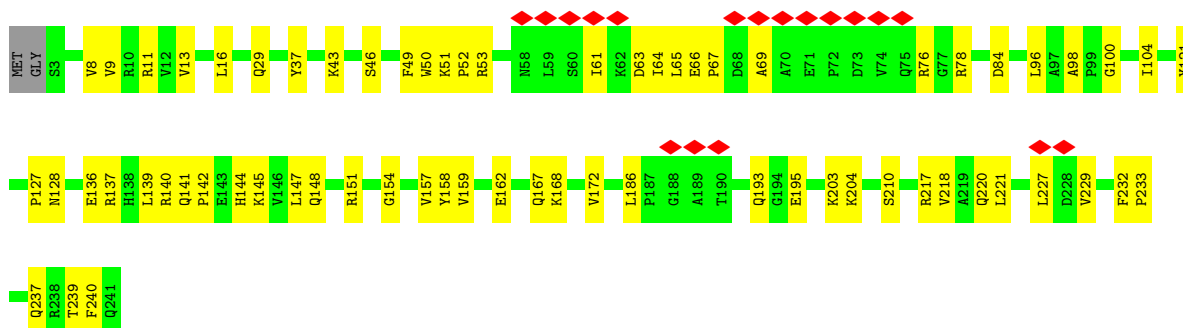 MET GLY S3 V8 V9 R10 R11 V12 V13 L16 Q29 Y37 K43 S46 F49 W50 K51 P52 R53 N58 L59 S60 I61 K62 D63 I64 L65 E66 P67 D68 A69 A70 E71 P72 D73 V74 Q75 R76 G77 R78 D84 L96 A97 A98 P99 G100 I104
P127 N128 E136 R137 H138 L139 R140 Q141 P142 E143 H144 K145 V146 L147 Q148 R151 G154 V157 Y158 V159 E162 Q167 K168 V172 L186 P187 G188 A189 T190 Q193 G194 E195 K203 K204 S210 R217 V218 A219 Q220 L221 L227 D228 V229 F232 P233
Q237 R238 T239 F240 Q241